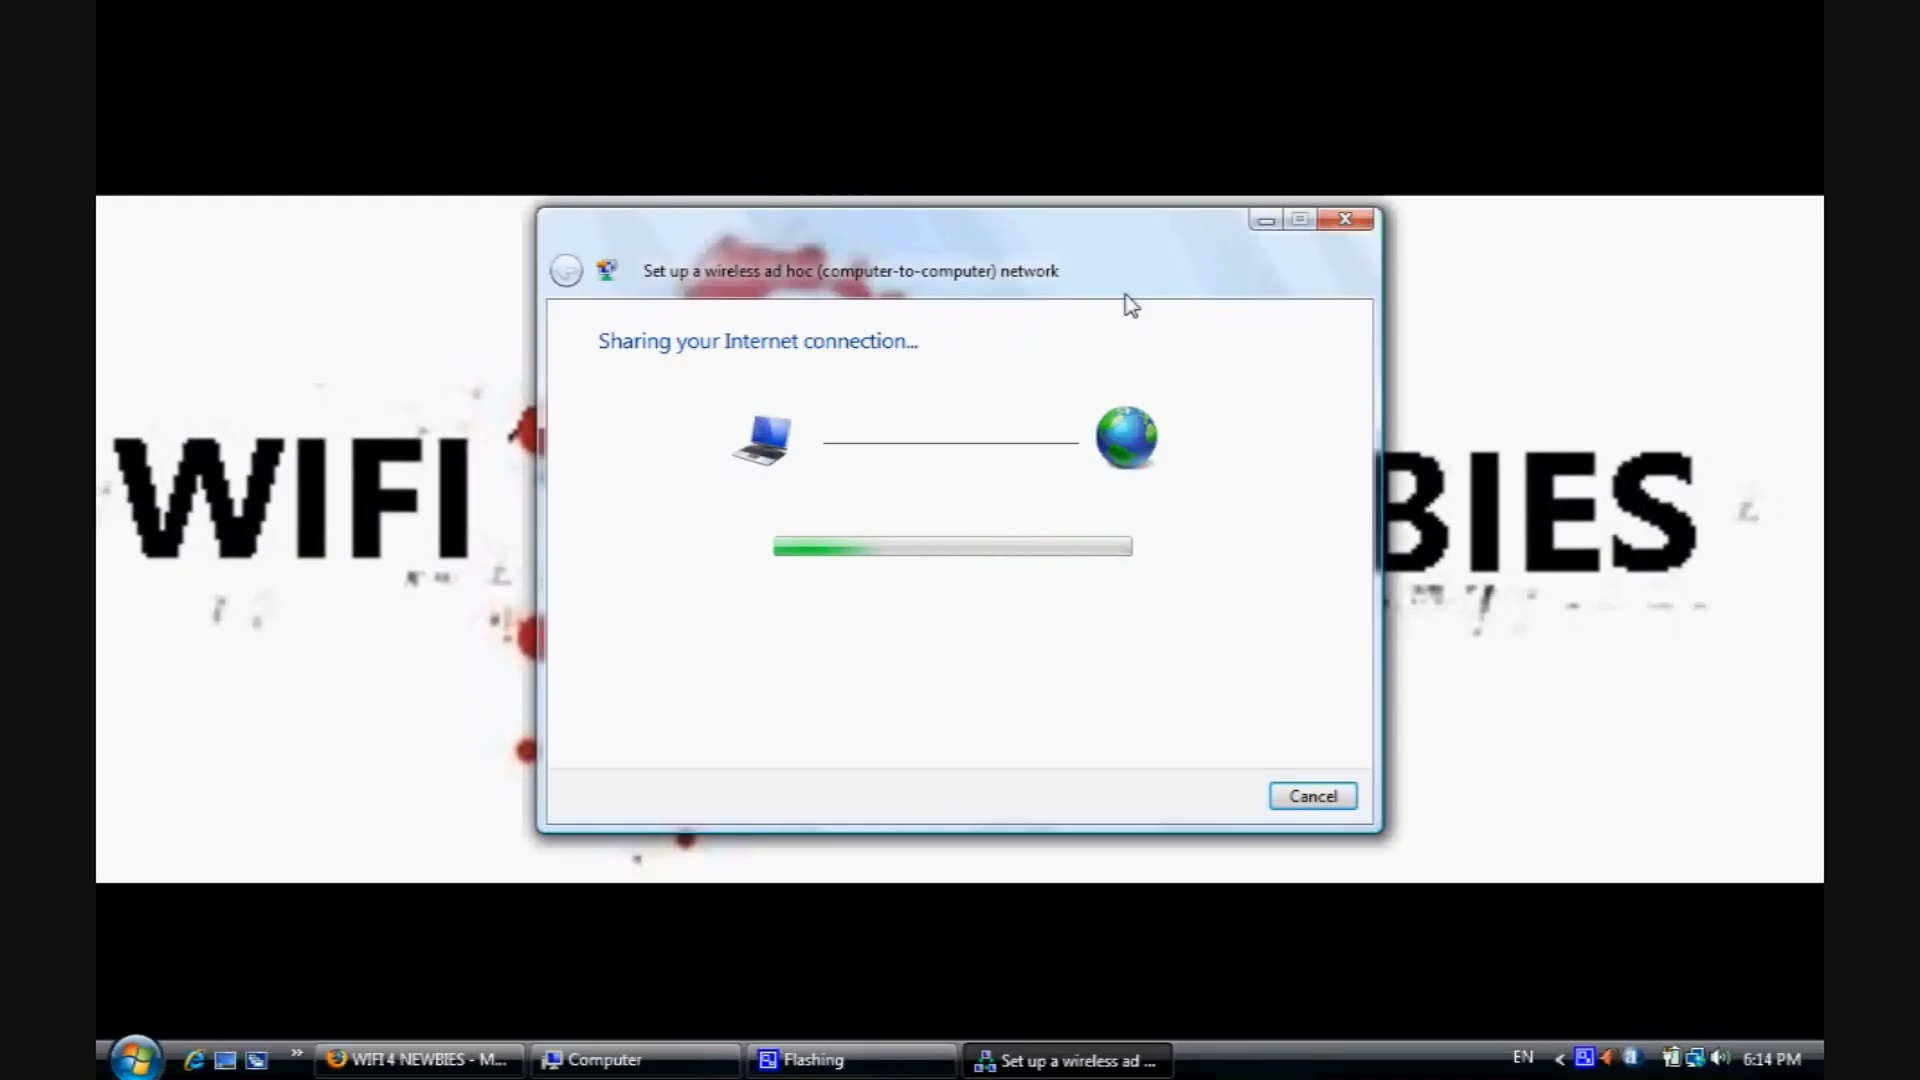 Set up a wireless ad hoc (computer-to-computer) network
Sharing your Internet connection...
WIFI
BIES
Cancel
WIFI 4 NEWBIES - M...
Computer
Flashing
Set up a wireless ad ...
EN
6:14 PM